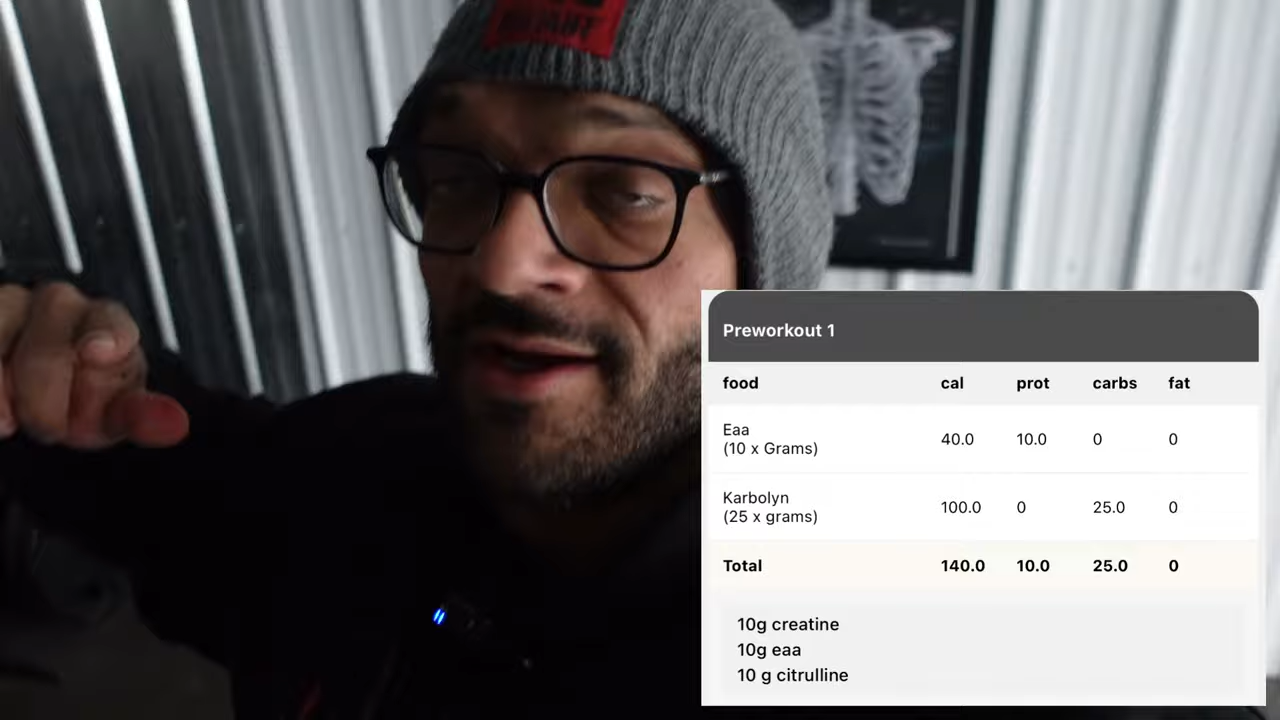 Preworkout 1
food cal prot carbs fat
Eaa
(10 x Grams) 40.0 10.0 0 0
Karbolyn
(25 x grams) 100.0 0 25.0 0
Total 140.0 10.0 25.0 0
10g creatine
10g eaa
10 g citrulline